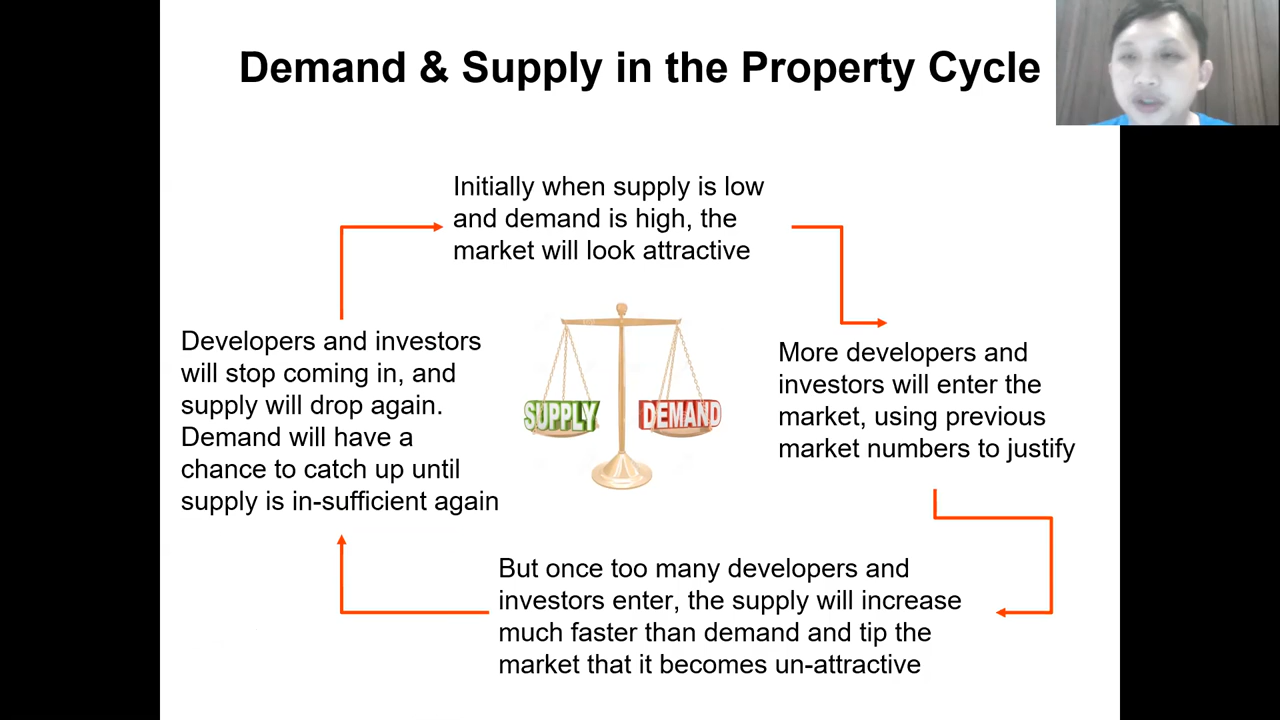 Demand & Supply in the Property Cycle
Initially when supply is low
and demand is high, the
market will look attractive
More developers and
investors will enter the
market, using previous
market numbers to justify
But once too many developers and
investors enter, the supply will increase
much faster than demand and tip the
market that it becomes un-attractive
Developers and investors
will stop coming in, and
supply will drop again.
Demand will have a
chance to catch up until
supply is in-sufficient again
SUPPLY
DEMAND